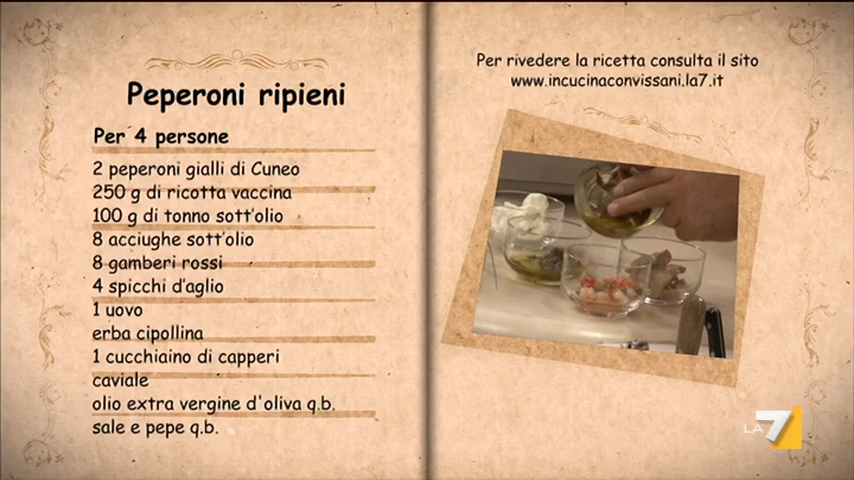 Peperoni ripieni
Per 4 persone
2 peperoni gialli di Cuneo
250 g di ricotta vaccina
100 g di tonno sott'olio
8 acciughe sott'olio
8 gamberi rossi
4 spicchi d'aglio
1 uovo
erba cipollina
1 cucchiaino di capperi
caviale
olio extra vergine d'oliva q.b.
sale e pepe q.b.
Per rivedere la ricetta consulta il sito
www.incucinaconvissani.la7.it
LA7